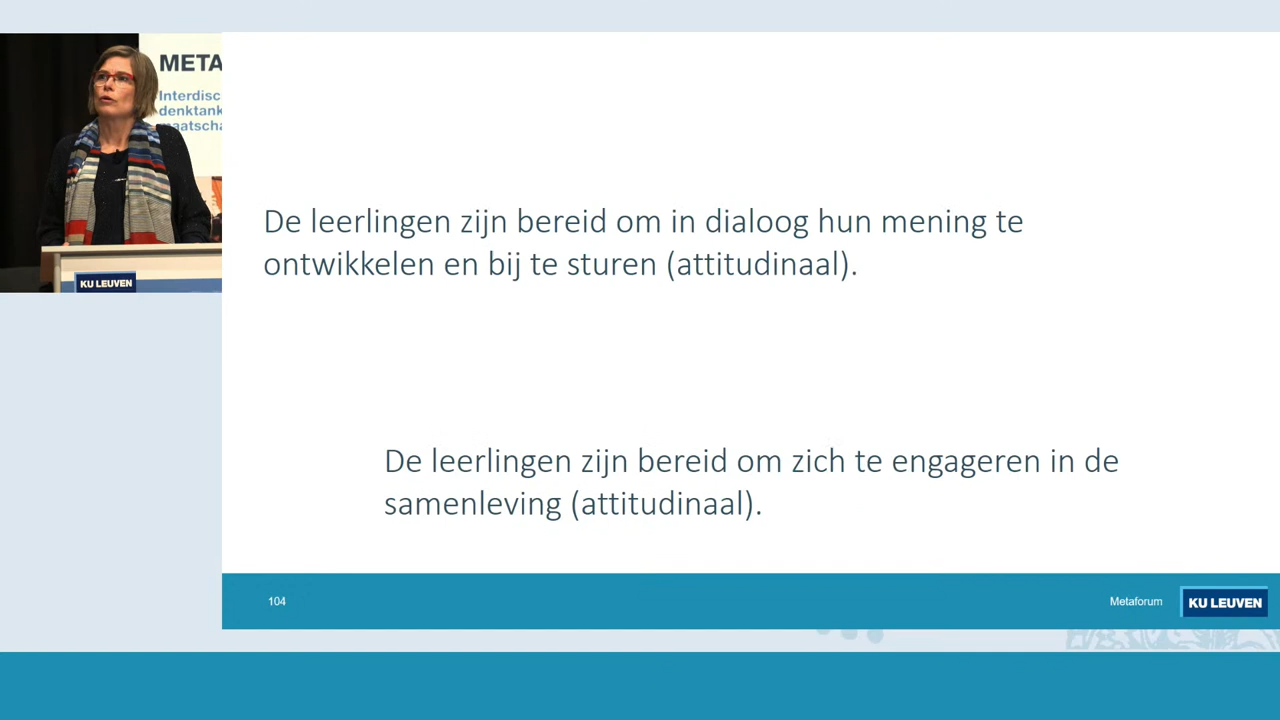 META
Interdisc
denktank
maatscha
KU LEUVEN
De leerlingen zijn bereid om in dialoog hun mening te
ontwikkelen en bij te sturen (attitudinaal).
De leerlingen zijn bereid om zich te engageren in de
samenleving (attitudinaal).
104
Metaforum
KU LEUVEN